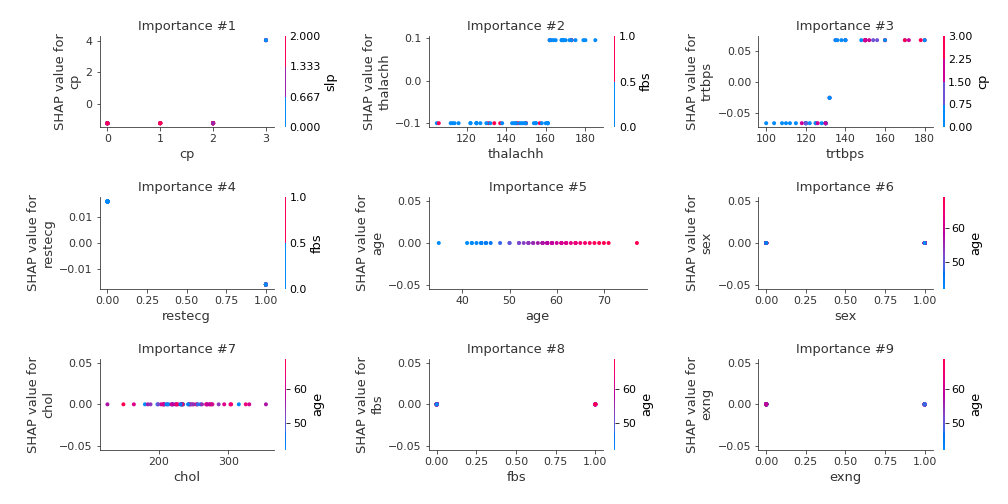 Importance #1
SHAP value for
cp
4
2
0
0
1
2
3
cp
2.000
1.333
0.667
0.000
slp
Importance #2
SHAP value for
thalachh
0.1
0.0
−0.1
120
140
160
180
thalachh
1.0
0.5
0.0
fbs
Importance #3
SHAP value for
trtbps
0.05
0.00
−0.05
100
120
140
160
180
trtbps
3.00
2.25
1.50
0.75
0.00
cp
Importance #4
SHAP value for
restecg
0.01
0.00
−0.01
0.00
0.25
0.50
0.75
1.00
restecg
1.0
0.5
0.0
fbs
Importance #5
SHAP value for
age
0.05
0.00
−0.05
40
50
60
70
age
Importance #6
SHAP value for
sex
0.05
0.00
−0.05
0.00
0.25
0.50
0.75
1.00
sex
60
50
age
Importance #7
SHAP value for
chol
0.05
0.00
−0.05
200
300
chol
60
50
age
Importance #8
SHAP value for
fbs
0.05
0.00
−0.05
0.00
0.25
0.50
0.75
1.00
fbs
60
50
age
Importance #9
SHAP value for
exng
0.05
0.00
−0.05
0.00
0.25
0.50
0.75
1.00
exng
60
50
age